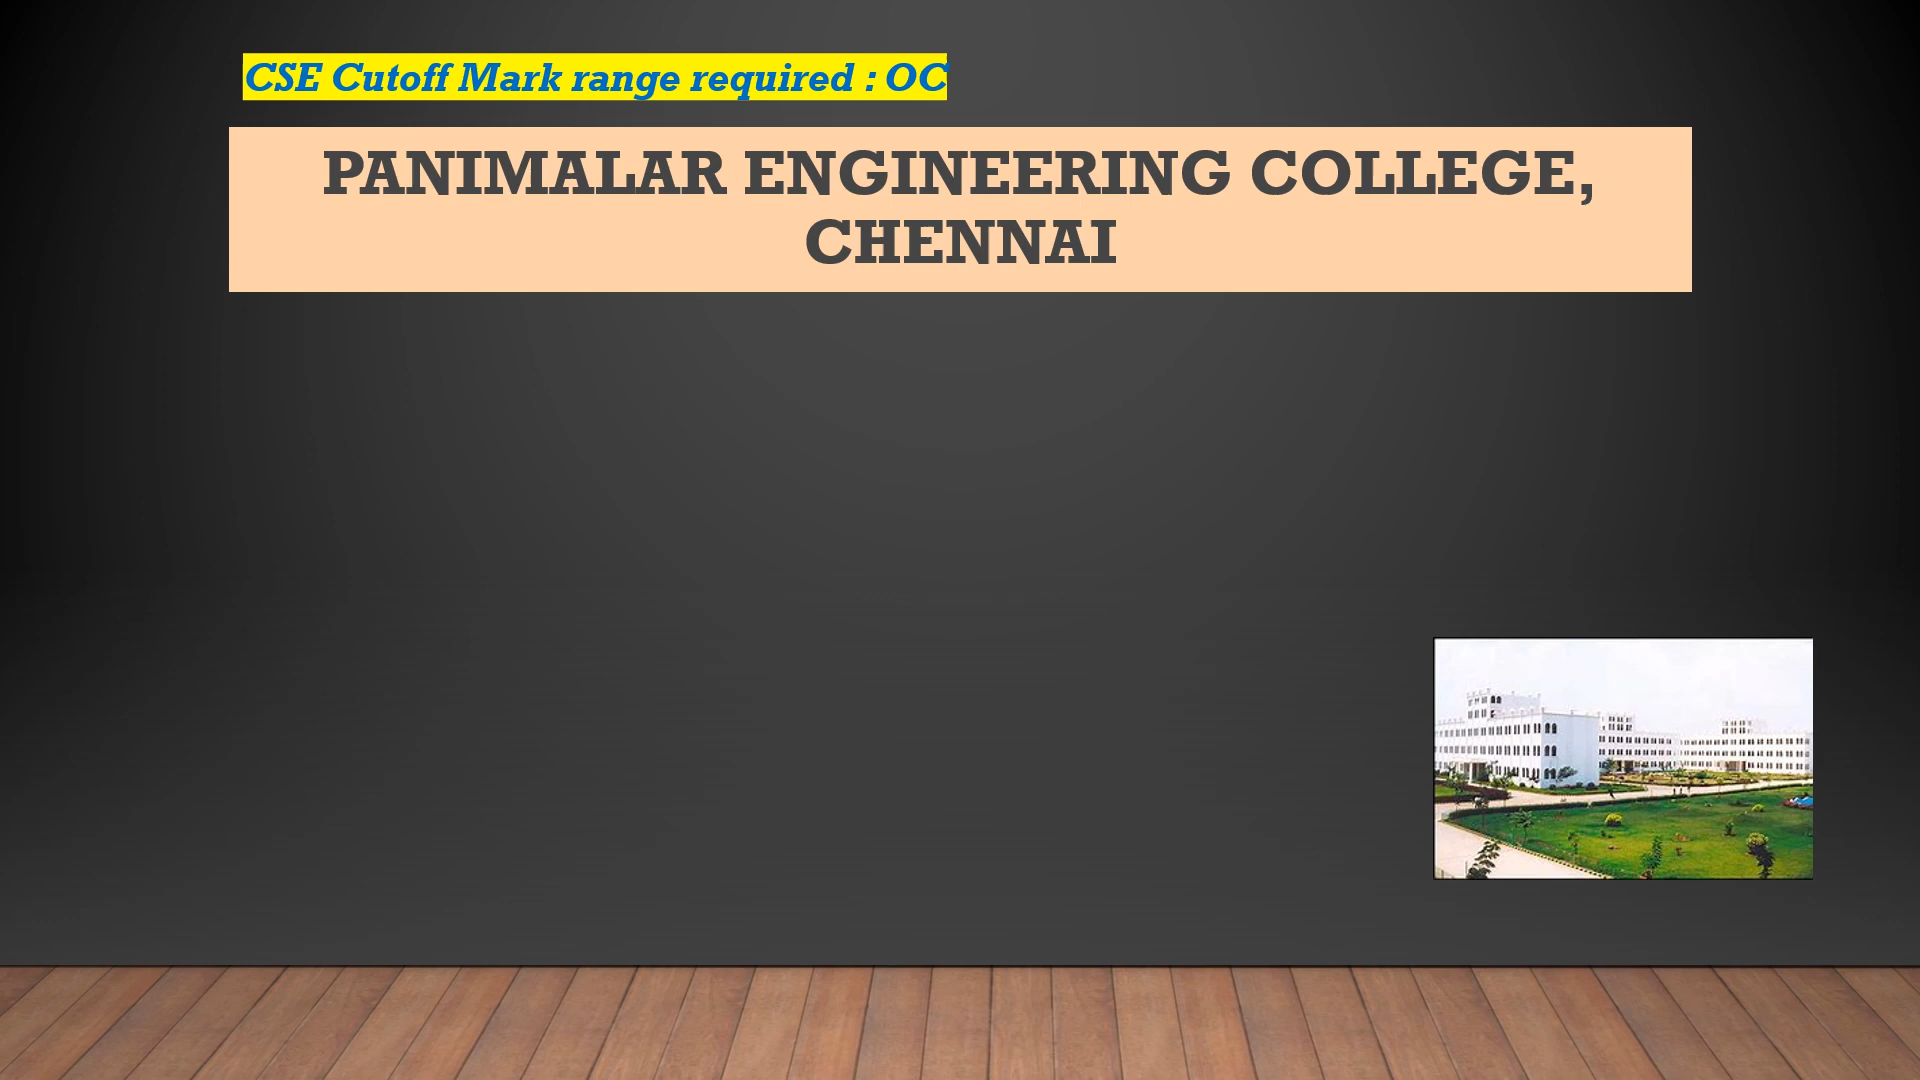 CSE Cutoff Mark range required : OC
PANIMALAR ENGINEERING COLLEGE,
CHENNAI